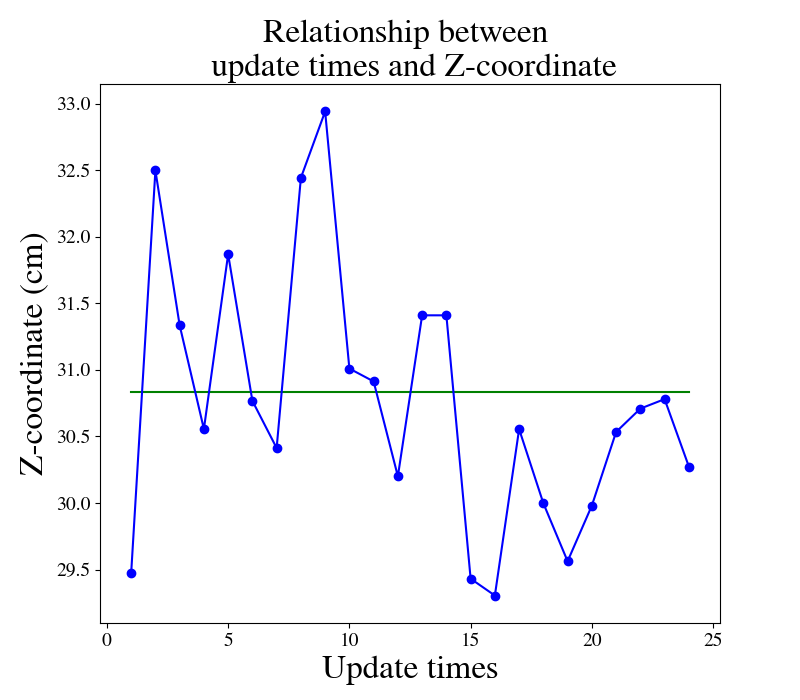 Relationship between
update times and Z-coordinate
Z-coordinate (cm)
33.0
32.5
32.0
31.5
31.0
30.5
30.0
29.5
0 5 10 15 20 25
Update times